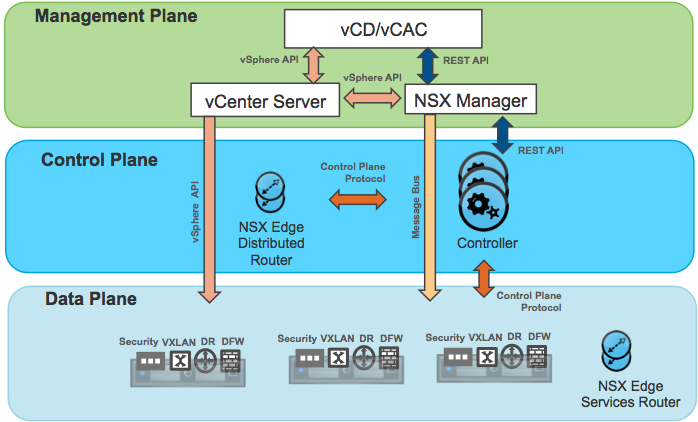 Management Plane
vCD/vCAC
vSphere API
REST API
vSphere API
vCenter Server
NSX Manager
REST API
Control Plane
Control Plane
Protocol
vSphere API
Message Bus
NSX Edge
Distributed
Router
Controller
Data Plane
Control Plane
Protocol
Security VXLAN DR DFW
Security VXLAN DR DFW
Security VXLAN DR DFW
NSX Edge
Services Router